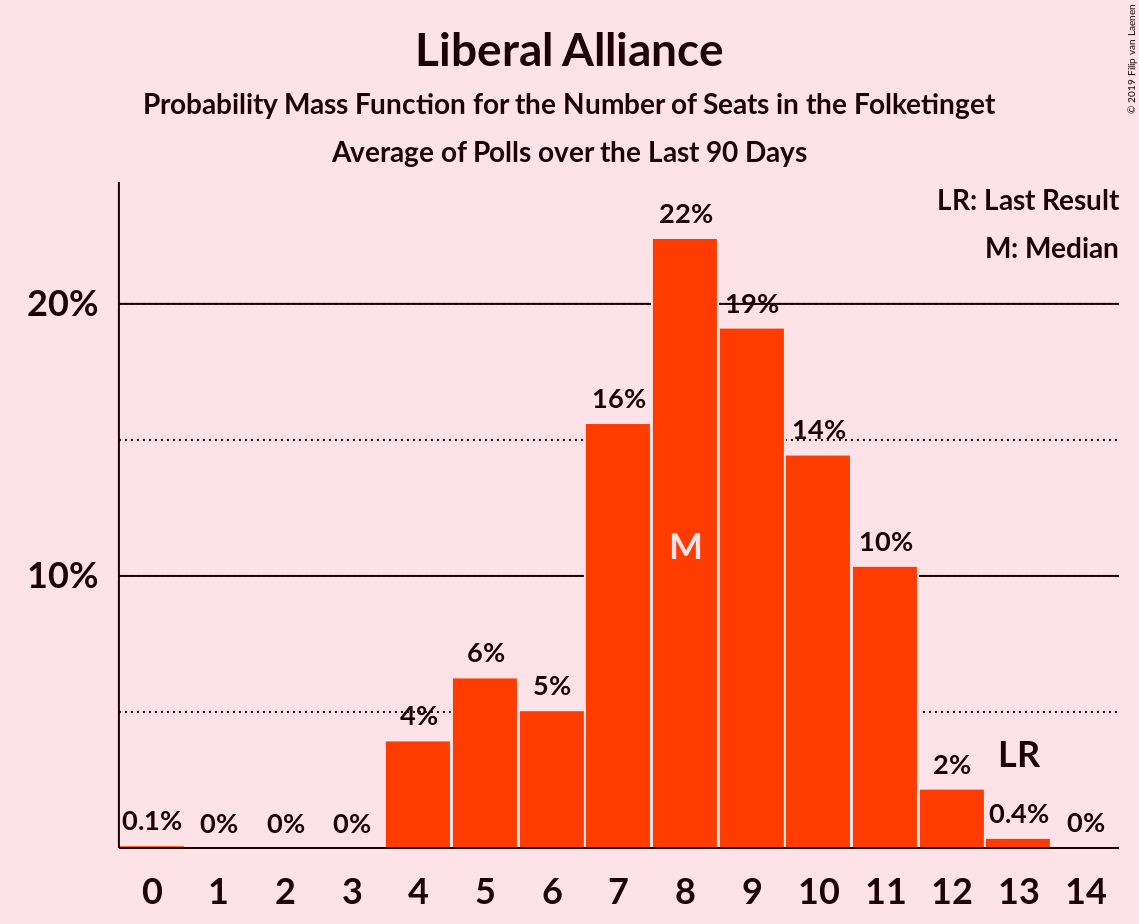 Liberal Alliance
Probability Mass Function for the Number of Seats in the Folketinget
Average of Polls over the Last 90 Days
© 2019 Filip van Laenen
LR: Last Result
M: Median
22%
20%
19%
16%
14%
M
10%
10%
6%
5%
4%
LR
2%
0.1%
0%
0%
0%
0.4%
0%
0 1 2 3 4 5 6 7 8 9 10 11 12 13 14